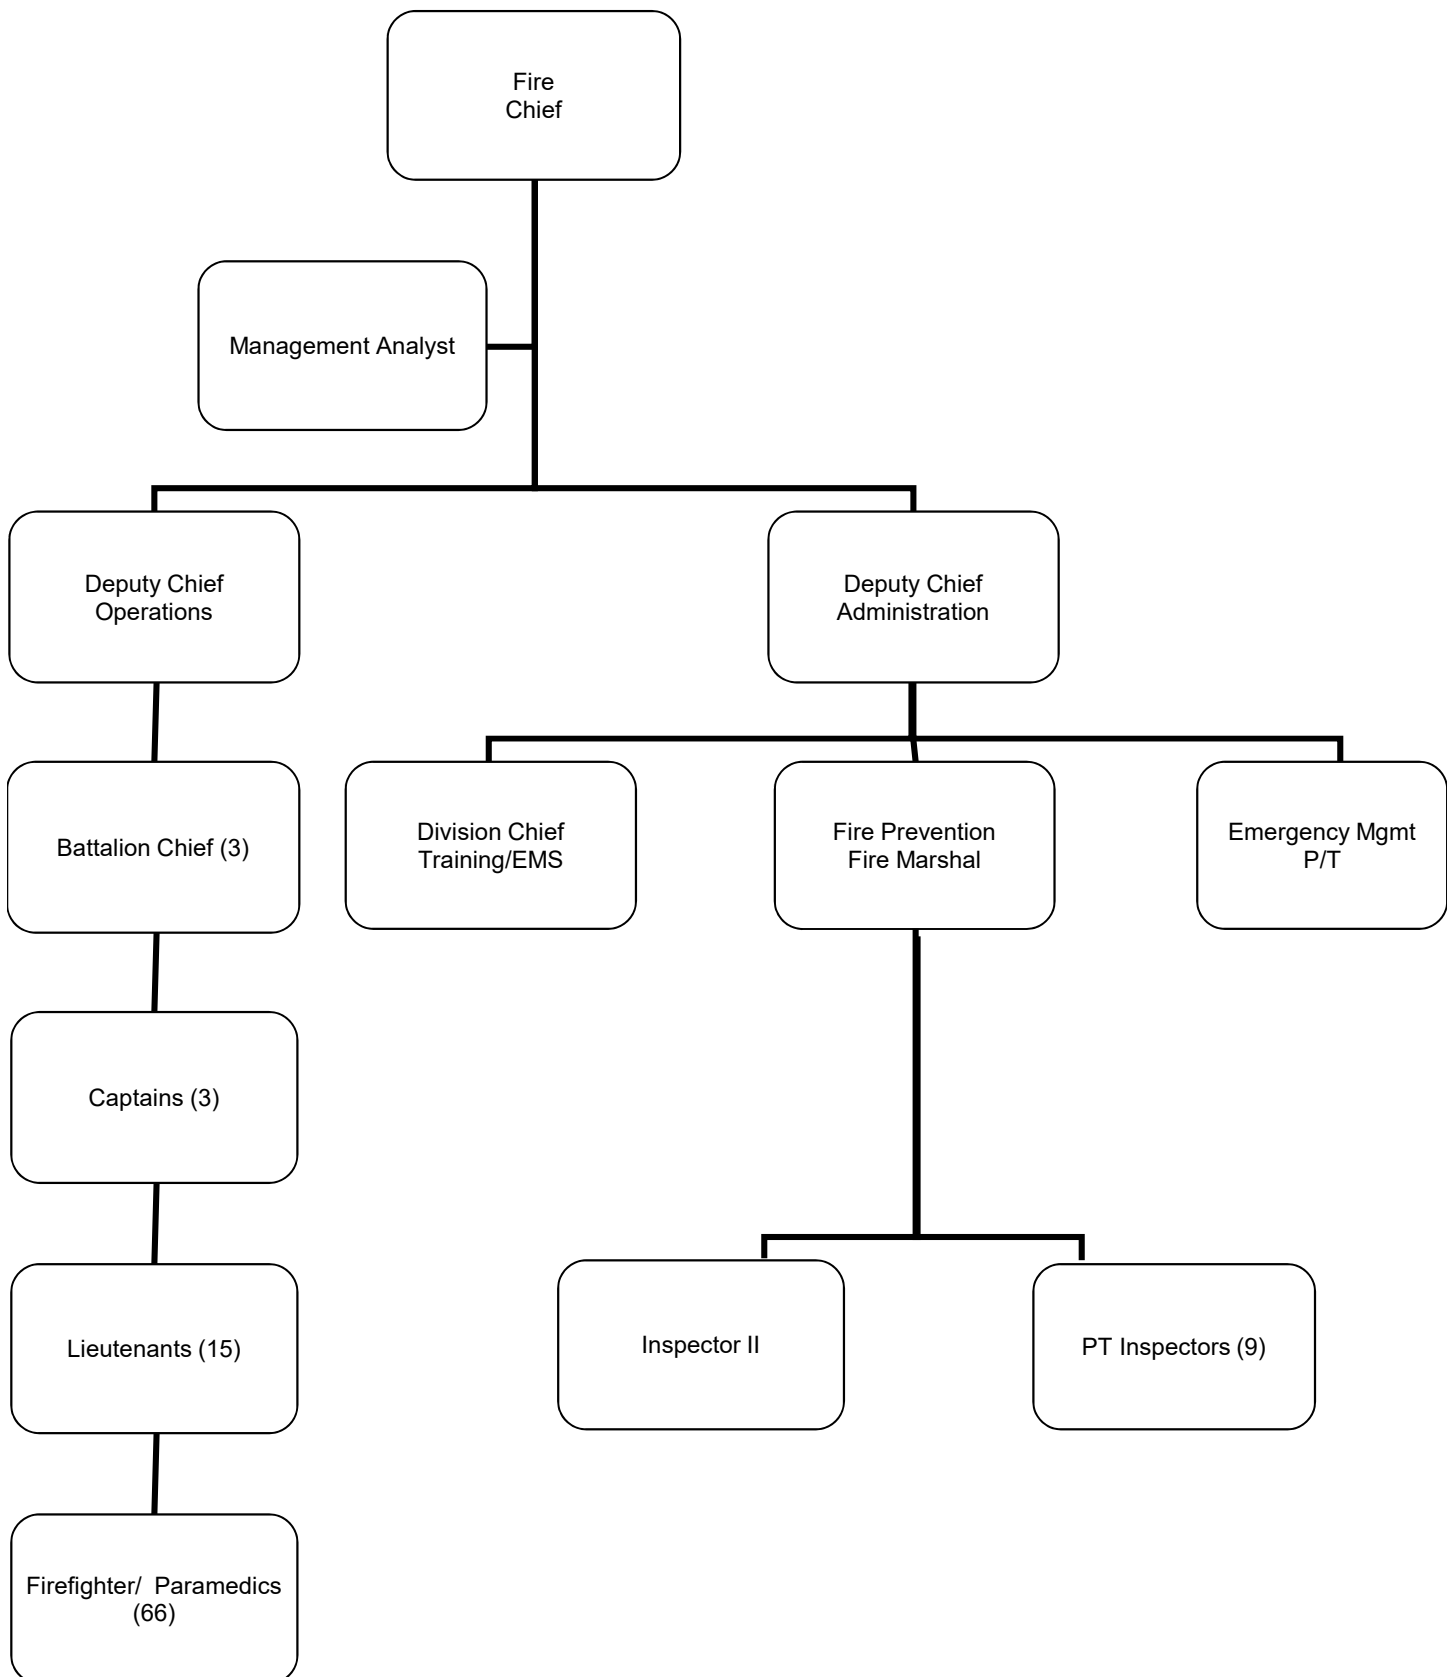 Fire
Chief
Management Analyst
Deputy Chief
Operations
Deputy Chief
Administration
Battalion Chief (3)
Division Chief
Training/EMS
Fire Prevention
Fire Marshal
Emergency Mgmt
P/T
Captains (3)
Lieutenants (15)
Inspector II
PT Inspectors (9)
Firefighter/  Paramedics
(66)